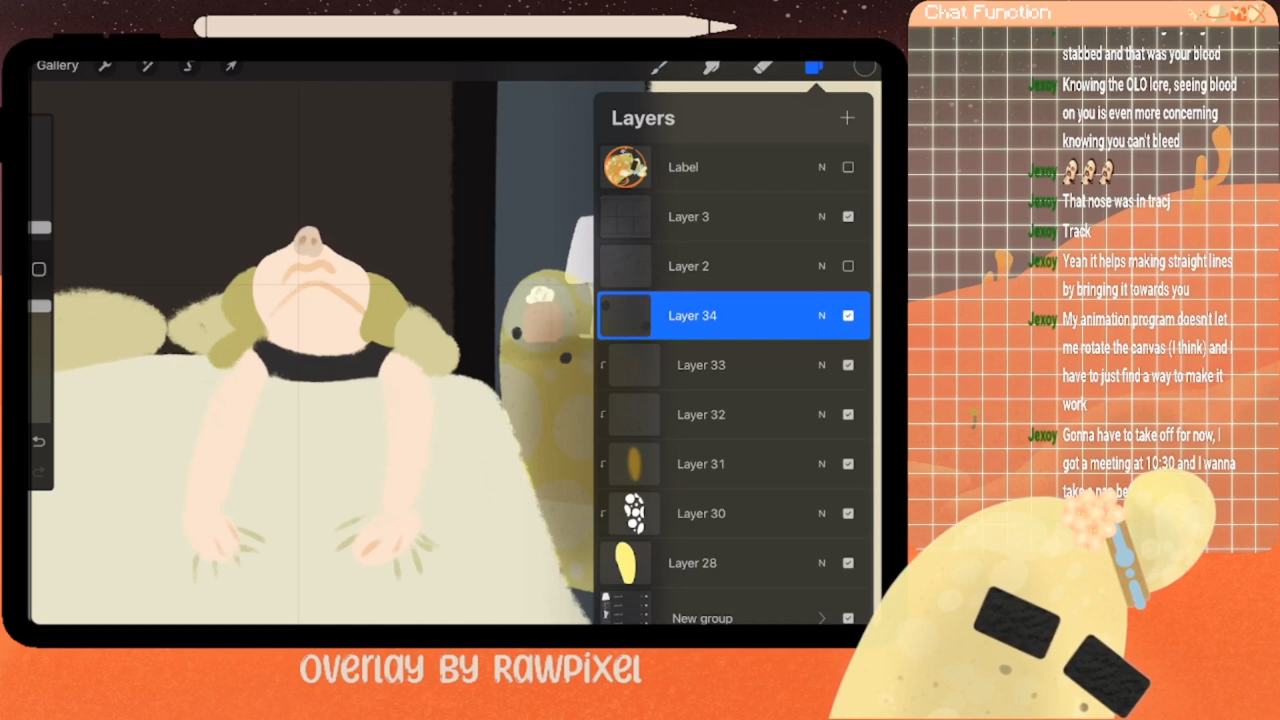 Chat Function
Gallery
Layers
Label N
Layer 3 N
Layer 2 N
Layer 34 N
Layer 33 N
Layer 32 N
Layer 31 N
Layer 30 N
Layer 28 N
New group
stabbed and that was your blood
Jexoy Knowing the OLO lore, seeing blood
on you is even more concerning
knowing you can't bleed
Jexoy
Jexoy That nose was in tracj
Jexoy Track
Jexoy Yeah it helps making straight lines
by bringing it towards you
Jexoy My animation program doesn't let
me rotate the canvas (I think) and I
have to just find a way to make it
work
Jexoy Gonna have to take off for now, I
got a meeting at 10:30 and I wanna
take a nap
OVERLAY BY RAWPIXEL